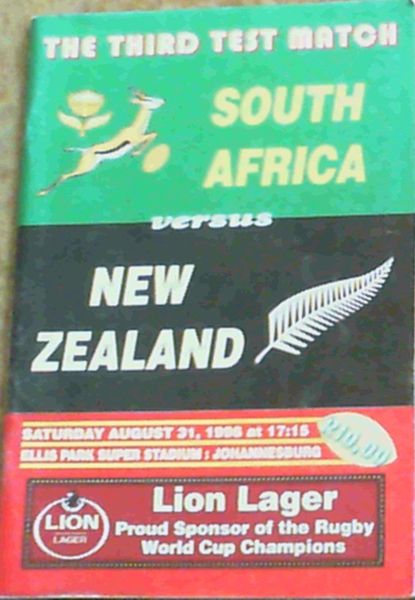 THE THIRD TEST MATCH
SOUTH
AFRICA
versus
NEW
ZEALAND
SATURDAY AUGUST 31, 1996 at 17:15
ELLIS PARK SUPER STADIUM : JOHANNESBURG
R10.00
LION
LAGER
Lion Lager
Proud Sponsor of the Rugby
World Cup Champions